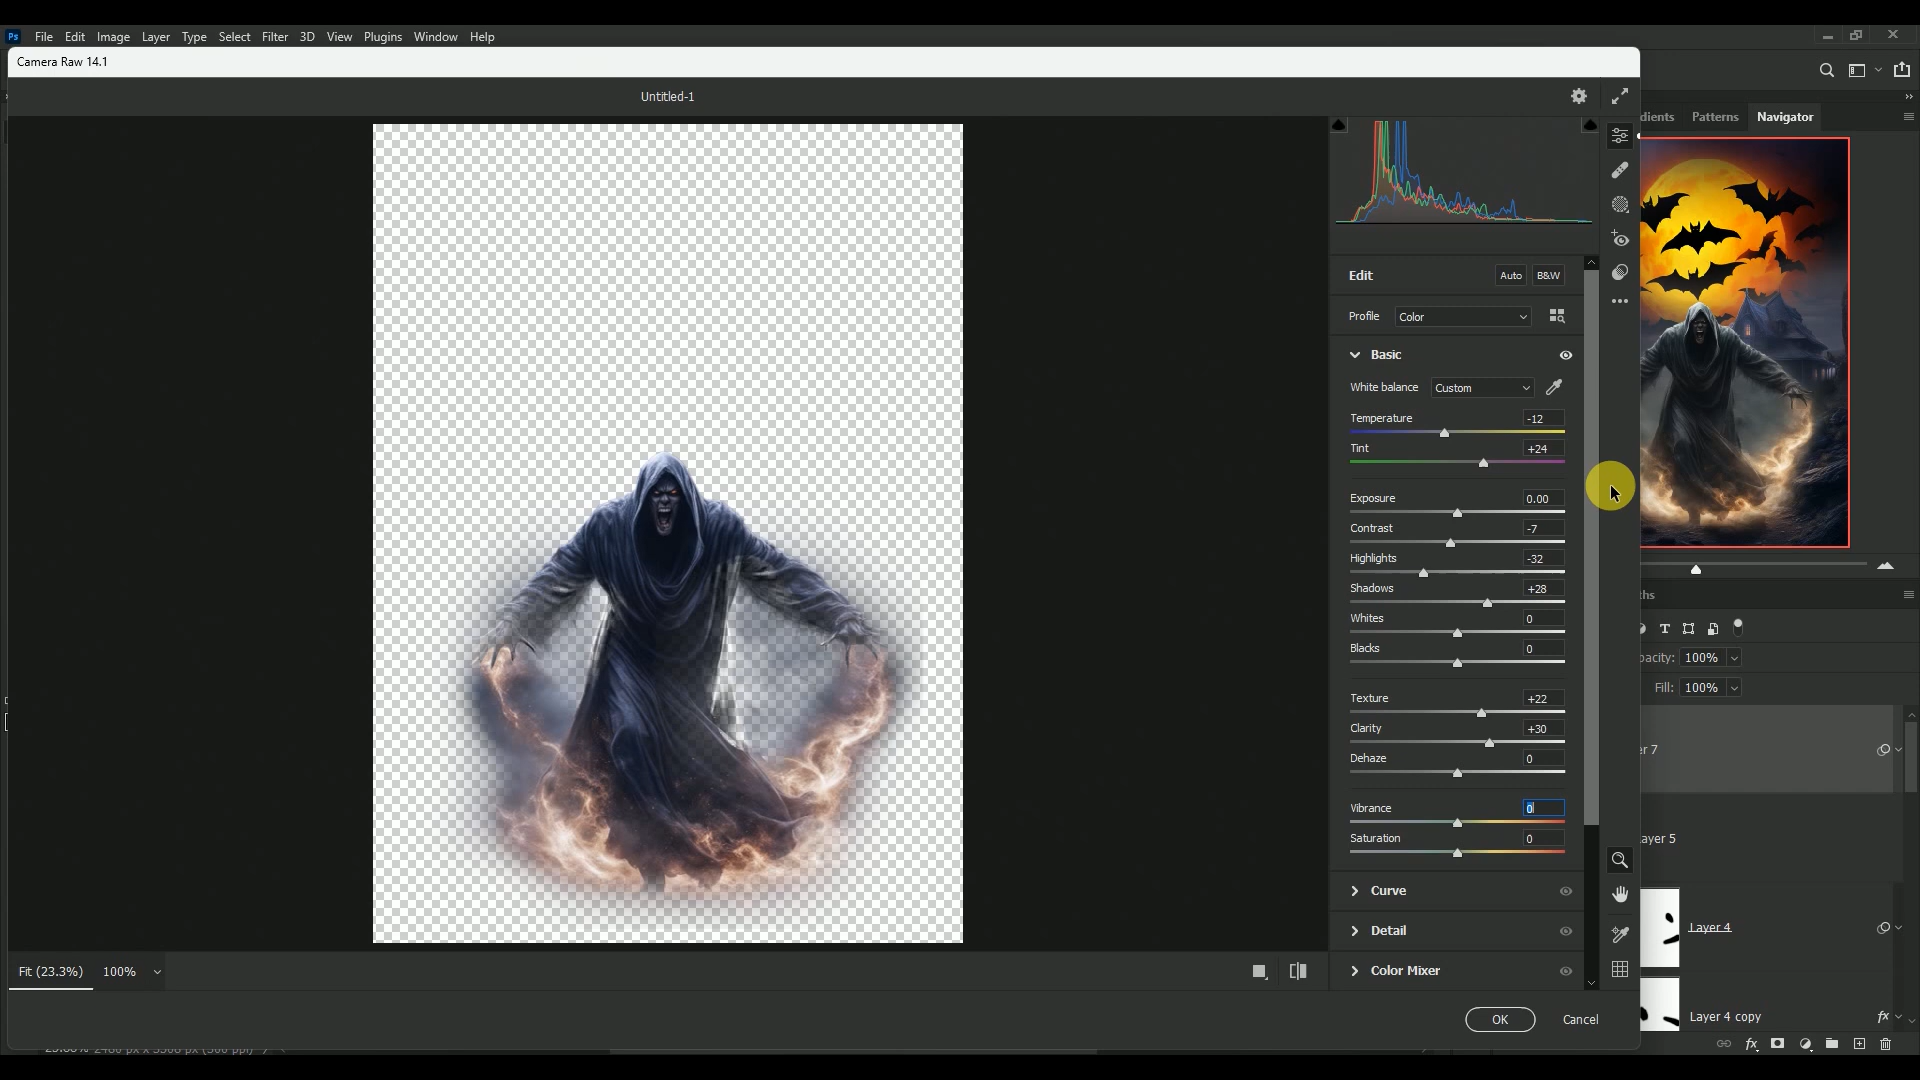 Ps File Edit Image Layer Type Select Filter 3D View Plugins Window Help
Camera Raw 14.1
Untitled-1
dients Patterns Navigator
Edit Auto B&W
Profile Color
Basic
White balance Custom
Temperature -12
Tint +24
Exposure 0.00
Contrast -7
Highlights -32
Shadows +28
Whites 0
Blacks 0
Texture +22
Clarity +30
Dehaze 0
Vibrance 0
Saturation 0
Curve
Detail
Color Mixer
ths
T
pacity: 100%
Fill: 100%
er 7
ayer 5
Layer 4
Layer 4 copy fx
fx
Fit (23.3%) 100%
OK Cancel